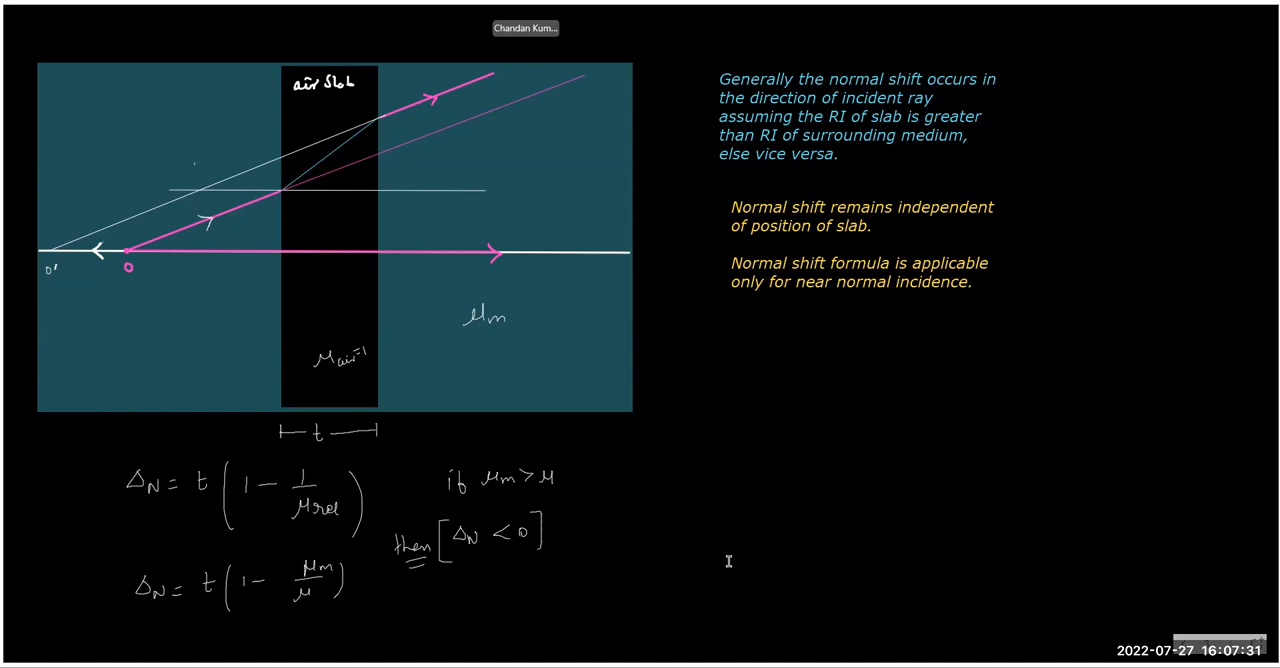 Chandan Kum...
air Slab
Generally the normal shift occurs in
the direction of incident ray
assuming the RI of slab is greater
than RI of surrounding medium,
else vice versa.
Normal shift remains independent
of position of slab.
Normal shift formula is applicable
only for near normal incidence.
O'
O
μm
μair=1
t
ΔN = t (1 - 1/μrel)
if μm > μ
then [ΔN < 0]
ΔN = t (1 - μm/μ)
2022-07-27 16:07:31